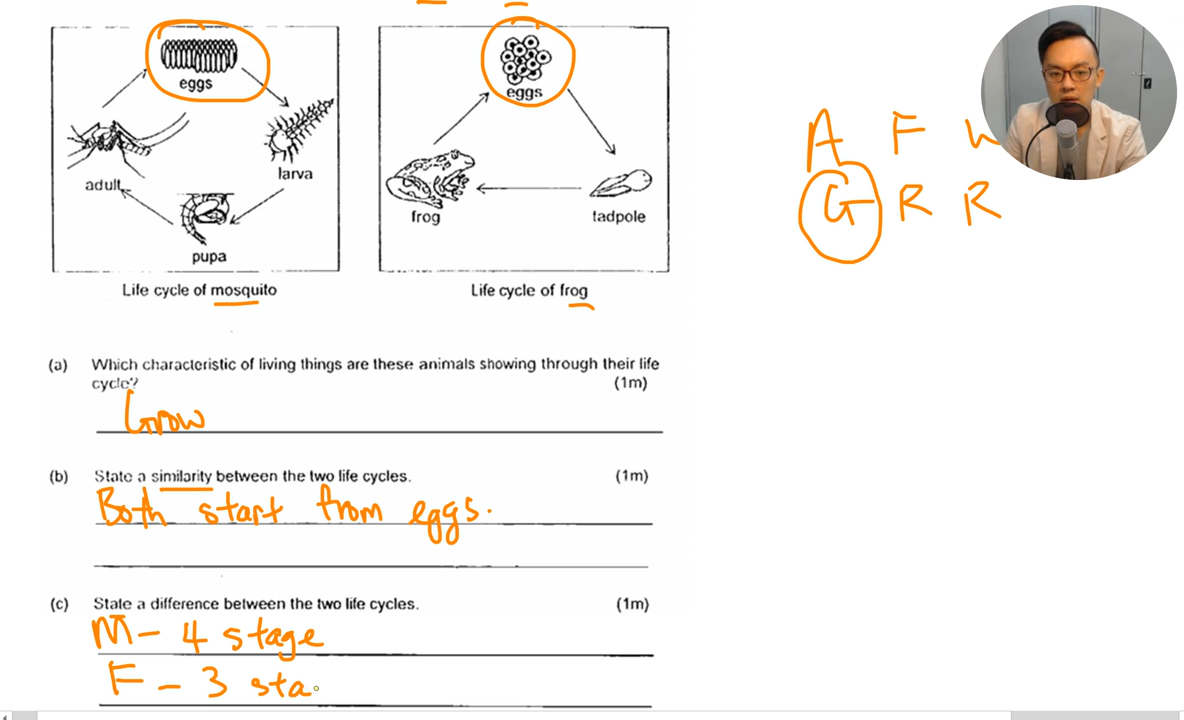 eggs
larva
adult
pupa
Life cycle of mosquito
eggs
frog
tadpole
Life cycle of frog
A F W
G R R
(a) Which characteristic of living things are these animals showing through their life
cycle? (1m)
Grow
(b) State a similarity between the two life cycles. (1m)
Both start from eggs.
(c) State a difference between the two life cycles. (1m)
M - 4 stage
F - 3 sta